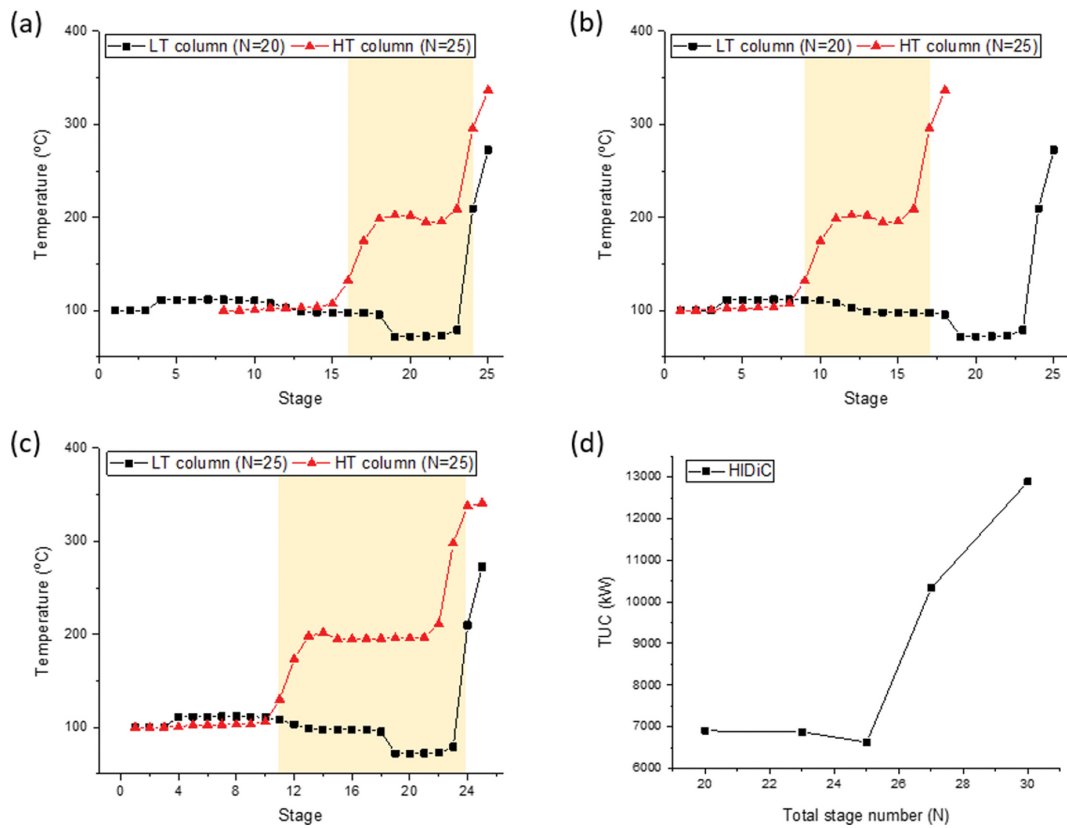 (a)
LT column (N=20) HT column (N=25)
400
300
200
100
Temperature (ºC)
0 5 10 15 20 25
Stage
(b)
LT column (N=20) HT column (N=25)
400
300
200
100
Temperature (ºC)
0 5 10 15 20 25
Stage
(c)
LT column (N=25) HT column (N=25)
400
300
200
100
Temperature (ºC)
0 4 8 12 16 20 24
Stage
(d)
HIDiC
13000
12000
11000
10000
9000
8000
7000
6000
TUC (kW)
20 22 24 26 28 30
Total stage number (N)